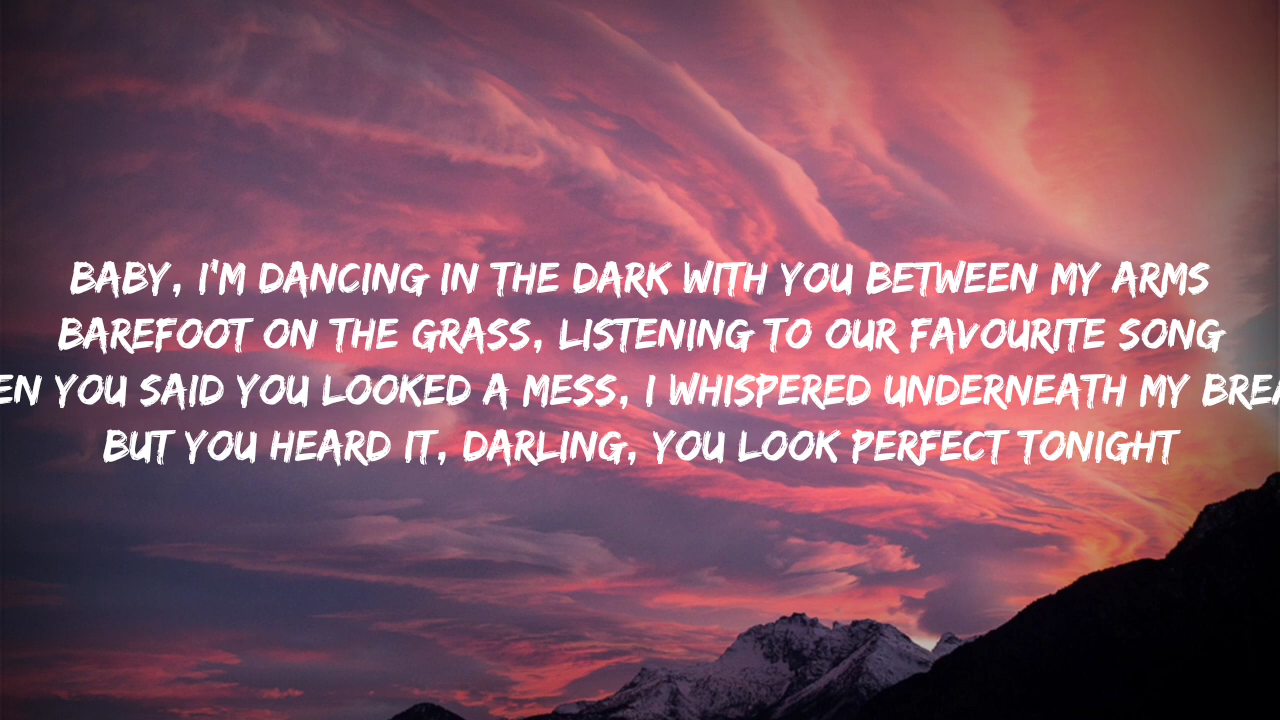 BABY, I'M DANCING IN THE DARK WITH YOU BETWEEN MY ARMS
BAREFOOT ON THE GRASS, LISTENING TO OUR FAVOURITE SONG
EN YOU SAID YOU LOOKED A MESS, I WHISPERED UNDERNEATH MY BREA
BUT YOU HEARD IT, DARLING, YOU LOOK PERFECT TONIGHT